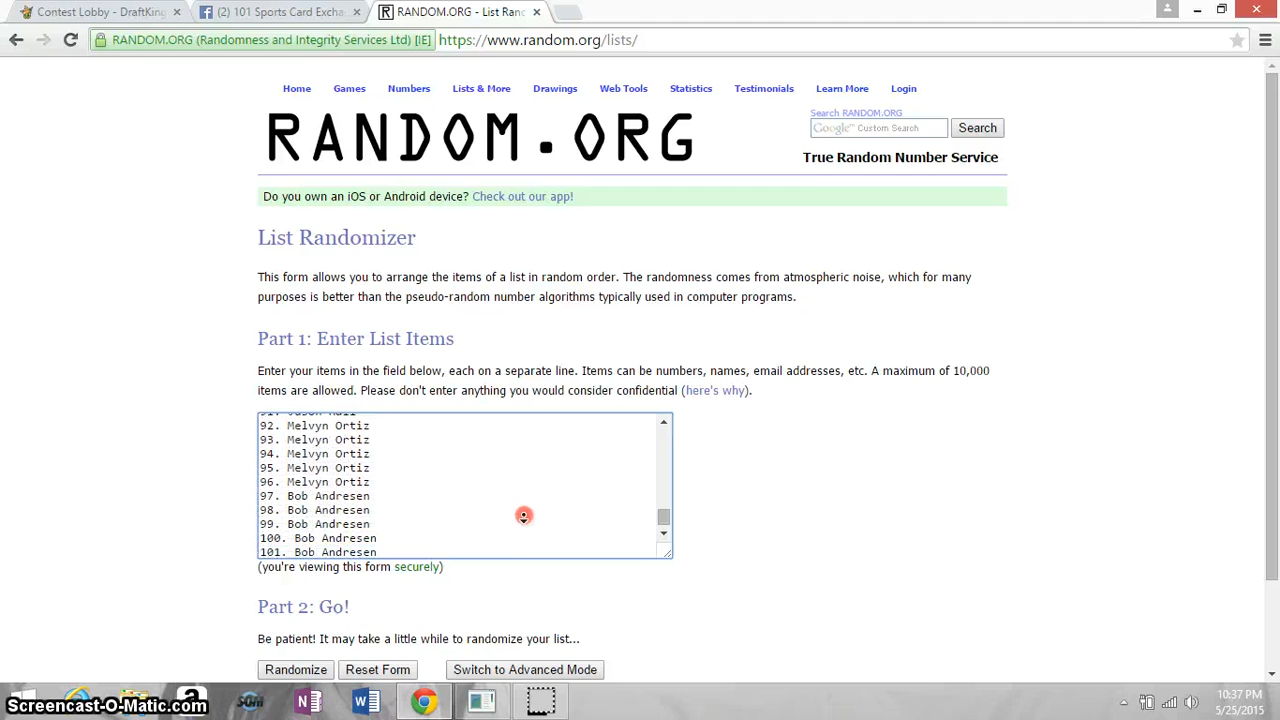 Contest Lobby - DraftKing
(2) 101 Sports Card Excha
RANDOM.ORG - List Ran
RANDOM.ORG (Randomness and Integrity Services Ltd) [IE]
https://www.random.org/lists/
Home Games Numbers Lists & More Drawings Web Tools Statistics Testimonials Learn More Login
RANDOM.ORG
Search RANDOM.ORG
Google™ Custom Search
Search
True Random Number Service
Do you own an iOS or Android device? Check out our app!
List Randomizer
This form allows you to arrange the items of a list in random order. The randomness comes from atmospheric noise, which for many
purposes is better than the pseudo-random number algorithms typically used in computer programs.
Part 1: Enter List Items
Enter your items in the field below, each on a separate line. Items can be numbers, names, email addresses, etc. A maximum of 10,000
items are allowed. Please don't enter anything you would consider confidential (here's why).
92. Melvyn Ortiz
93. Melvyn Ortiz
94. Melvyn Ortiz
95. Melvyn Ortiz
96. Melvyn Ortiz
97. Bob Andresen
98. Bob Andresen
99. Bob Andresen
100. Bob Andresen
101. Bob Andresen
(you're viewing this form securely)
Part 2: Go!
Be patient! It may take a little while to randomize your list...
Randomize
Reset Form
Switch to Advanced Mode
Screencast-O-Matic.com
10:37 PM
5/25/2015